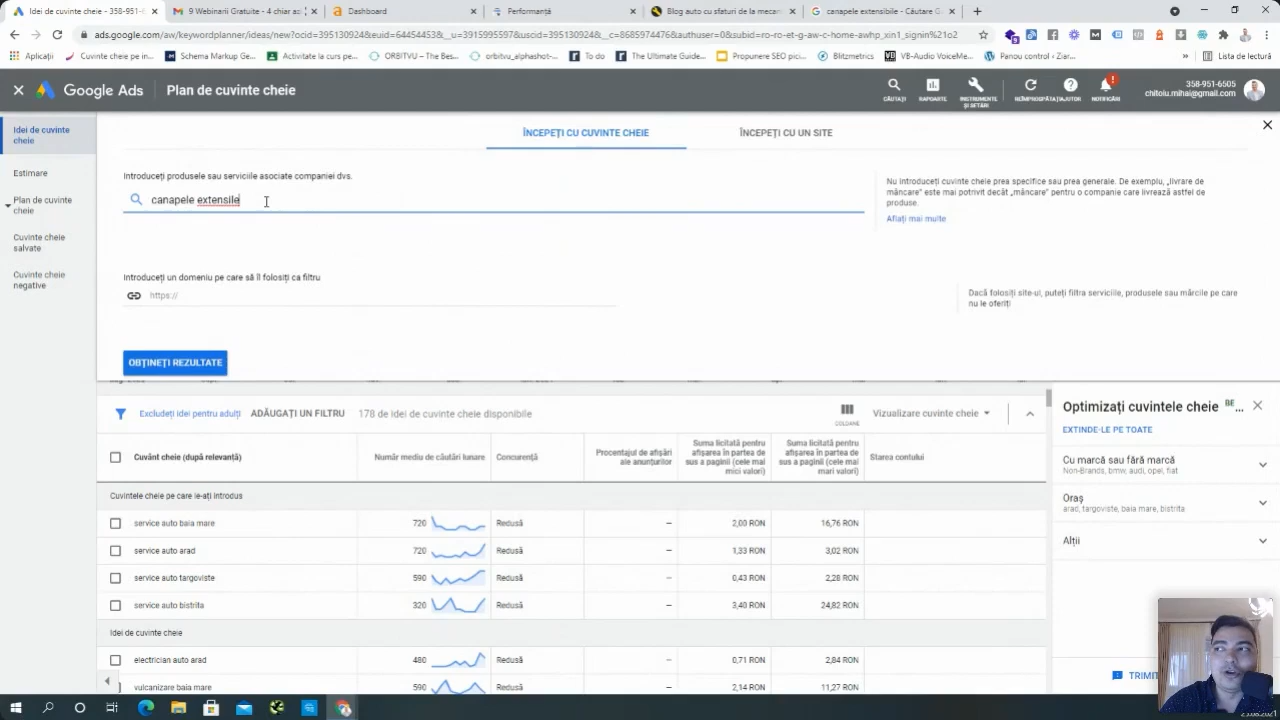 Google Ads - 358-951-
9 Webinarii Gratuite - 4 chiar as
Dashboard
Performanță
Blog auto cu sfaturi de la mecan
canapele extensibile - Căutare G
ads.google.com/aw/keywordplanner/ideas/new?ocid=395130924&euid=644544453&__u=3915995597&uscid=395130924&__c=8685974476&authuser=0&subid=ro-ro-et-g-aw-c-home-awhp_xin1_signin%21o2
Aplicații
Cuvinte cheie pe in...
Schema Markup Ge...
Activitate la curs pe...
ORBITVU – The Bes...
orbitvu_alphashot-...
To do
The Ultimate Guide...
Propunere SEO pici...
Blitzmetrics
VB-Audio VoiceMe...
Panou control ‹ Ziar...
»
Lista de lectură
Google Ads
Plan de cuvinte cheie
CĂUTAȚI
RAPOARTE
INSTRUMENTE
ȘI SETĂRI
REÎMPROSPĂTAȚI
AJUTOR
NOTIFICĂRI
358-951-6505
chitoiu.mihai@gmail.com
Idei de cuvinte
cheie
Estimare
Plan de cuvinte
cheie
Cuvinte cheie
salvate
Cuvinte cheie
negative
ÎNCEPEȚI CU CUVINTE CHEIE
ÎNCEPEȚI CU UN SITE
Introduceți produsele sau serviciile asociate companiei dvs.
canapele extensile
Nu introduceți cuvinte cheie prea specifice sau prea generale. De exemplu, „livrare de
mâncare” este mai potrivit decât „mâncare” pentru o companie care livrează astfel de
produse.
Aflați mai multe
Introduceți un domeniu pe care să îl folosiți ca filtru
https://
Dacă folosiți site-ul, puteți filtra serviciile, produsele sau mărcile pe care
nu le oferiți
OBȚINEȚI REZULTATE
Excludeți idei pentru adulți
ADĂUGAȚI UN FILTRU
178 de idei de cuvinte cheie disponibile
COLOANE
Vizualizare cuvinte cheie
Cuvânt cheie (după relevanță)
Număr mediu de căutări lunare
Concurență
Procentajul de afișări
ale anunțurilor
Suma licitată pentru
afișarea în partea de
sus a paginii (cele mai
mici valori)
Suma licitată pentru
afișarea în partea de
sus a paginii (cele mai
mari valori)
Starea contului
Cuvintele cheie pe care le-ați introdus
service auto baia mare 720 Redusă – 2,00 RON 16,76 RON
service auto arad 720 Redusă – 1,33 RON 3,02 RON
service auto targoviste 590 Redusă – 0,43 RON 2,28 RON
service auto bistrita 320 Redusă – 3,40 RON 24,82 RON
Idei de cuvinte cheie
electrician auto arad 480 Redusă – 0,71 RON 2,84 RON
vulcanizare baia mare 590 Redusă – 2,14 RON 11,27 RON
Optimizați cuvintele cheie BE...
EXTINDE-LE PE TOATE
Cu marcă sau fără marcă
Non-Brands, bmw, audi, opel, fiat
Oraș
arad, targoviste, baia mare, bistrita
Alții
TRIMIT